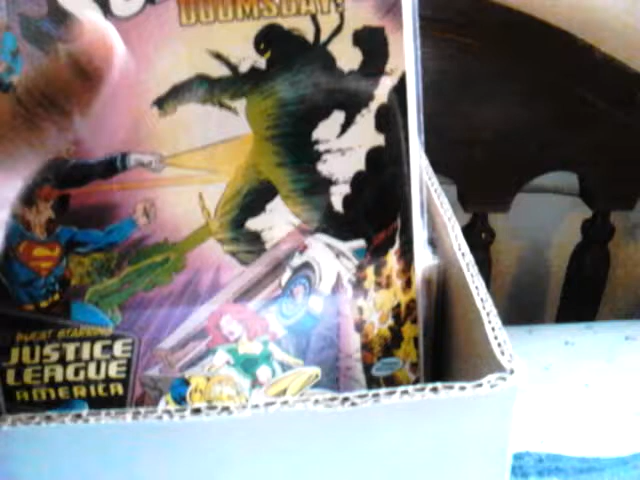 DOOMSDAY!
GUEST STARRING
JUSTICE
LEAGUE
AMERICA